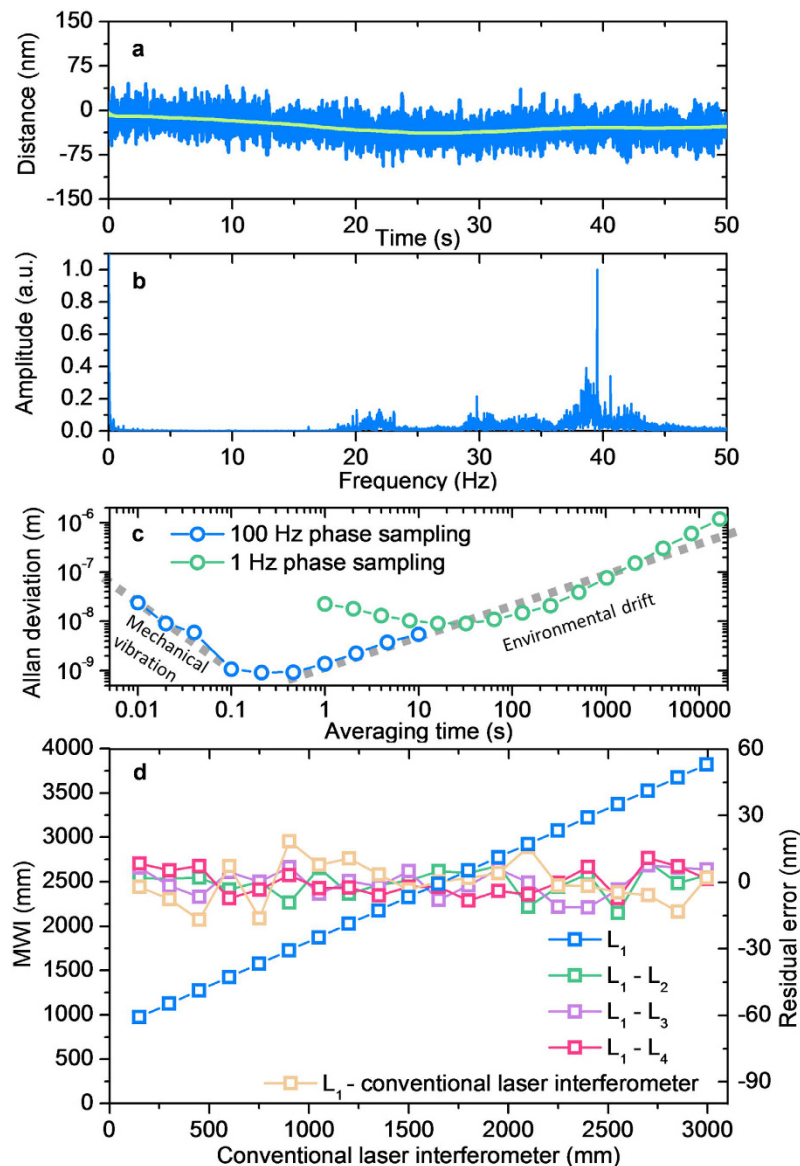 a
150
75
0
-75
-150
Distance (nm)
0 10 20 30 40 50
Time (s)
b
1.0
0.8
0.6
0.4
0.2
0.0
Amplitude (a.u.)
0 10 20 30 40 50
Frequency (Hz)
c
10-6
10-7
10-8
10-9
Allan deviation (m)
100 Hz phase sampling
1 Hz phase sampling
Mechanical
vibration
Environmental drift
0.01 0.1 1 10 100 1000 10000
Averaging time (s)
d
4000
3500
3000
2500
2000
1500
1000
500
0
MWI (mm)
60
30
0
-30
-60
-90
Residual error (nm)
L1
L1 - L2
L1 - L3
L1 - L4
L1 - conventional laser interferometer
0 500 1000 1500 2000 2500 3000
Conventional laser interferometer (mm)